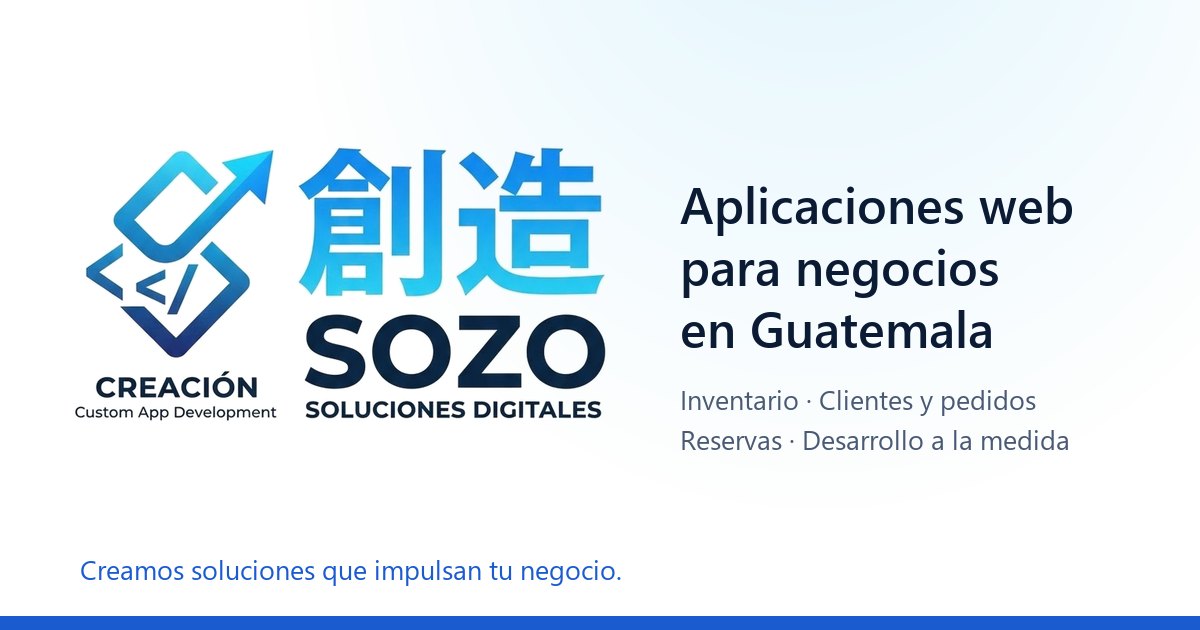 </>
CREACIÓN
Custom App Development
創造
SOZO
SOLUCIONES DIGITALES
Aplicaciones web
para negocios
en Guatemala
Inventario · Clientes y pedidos
Reservas · Desarrollo a la medida
Creamos soluciones que impulsan tu negocio.